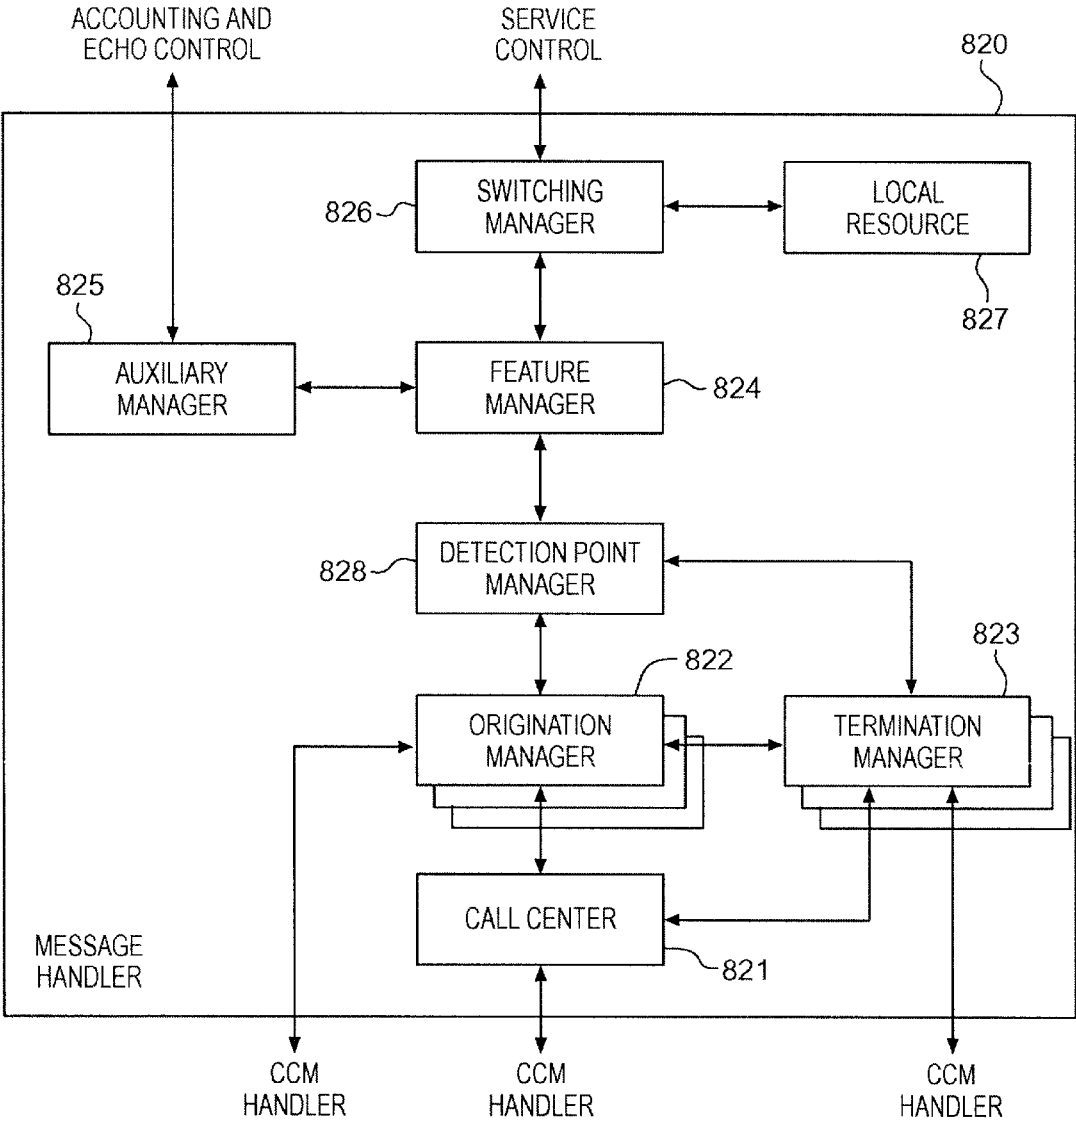 ACCOUNTING AND
ECHO CONTROL
SERVICE
CONTROL
820
SWITCHING
MANAGER
826
LOCAL
RESOURCE
827
825
AUXILIARY
MANAGER
FEATURE
MANAGER
824
DETECTION POINT
MANAGER
828
822
823
ORIGINATION
MANAGER
TERMINATION
MANAGER
CALL CENTER
821
MESSAGE
HANDLER
CCM
HANDLER
CCM
HANDLER
CCM
HANDLER